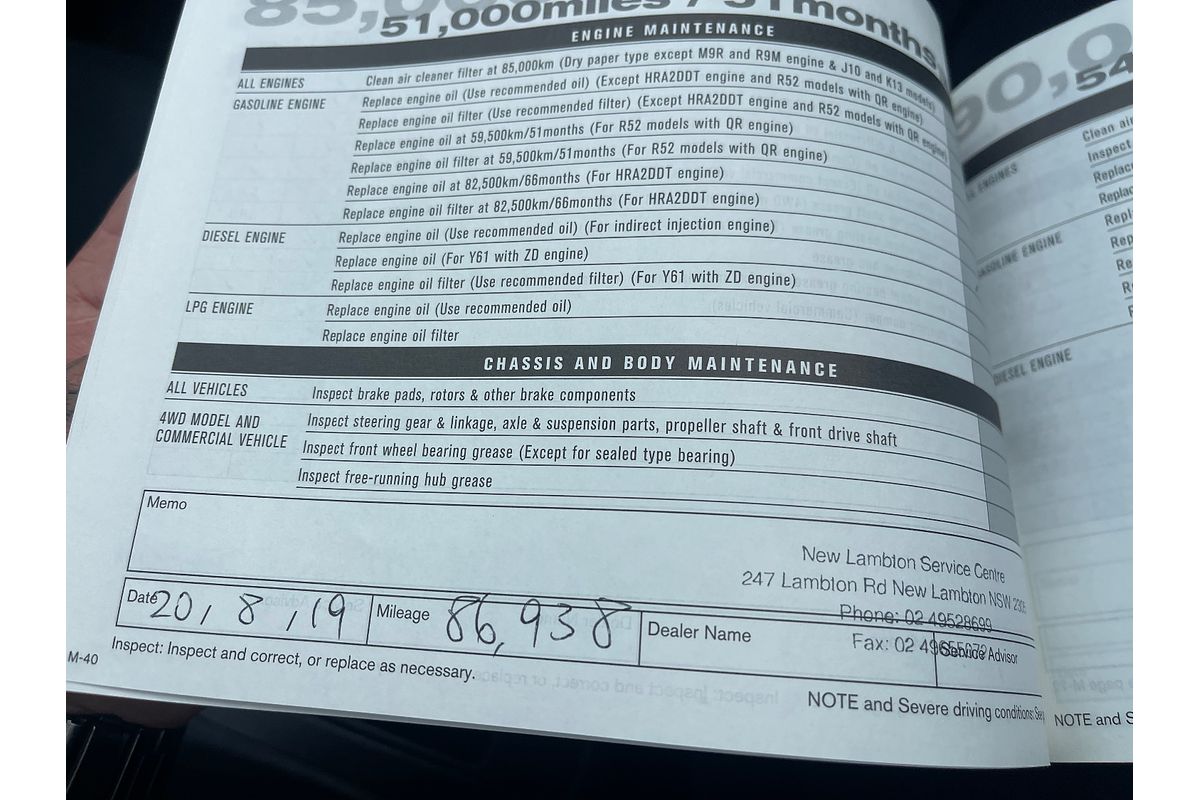 51,000miles / 51months
ENGINE MAINTENANCE
ALL ENGINES Clean air cleaner filter at 85,000km (Dry paper type except M9R and R9M engine & J10 and K13 models)
GASOLINE ENGINE Replace engine oil (Use recommended oil) (Except HRA2DDT engine and R52 models with QR engine)
Replace engine oil filter (Use recommended filter) (Except HRA2DDT engine and R52 models with QR engine)
Replace engine oil at 59,500km/51months (For R52 models with QR engine)
Replace engine oil filter at 59,500km/51months (For R52 models with QR engine)
Replace engine oil at 82,500km/66months (For HRA2DDT engine)
Replace engine oil filter at 82,500km/66months (For HRA2DDT engine)
DIESEL ENGINE Replace engine oil (Use recommended oil) (For indirect injection engine)
Replace engine oil (For Y61 with ZD engine)
Replace engine oil filter (Use recommended filter) (For Y61 with ZD engine)
LPG ENGINE Replace engine oil (Use recommended oil)
Replace engine oil filter
CHASSIS AND BODY MAINTENANCE
ALL VEHICLES Inspect brake pads, rotors & other brake components
4WD MODEL AND COMMERCIAL VEHICLE Inspect steering gear & linkage, axle & suspension parts, propeller shaft & front drive shaft
Inspect front wheel bearing grease (Except for sealed type bearing)
Inspect free-running hub grease
Memo
New Lambton Service Centre
247 Lambton Rd New Lambton NSW
Phone: 02 49528699
Fax: 02
Date 20, 8, 19 Mileage 86,938 Dealer Name Service Advisor
Inspect: Inspect and correct, or replace as necessary.
M-40
NOTE and Severe driving conditions:
Clean air
Inspect
DIESEL ENGINE
NOTE and S